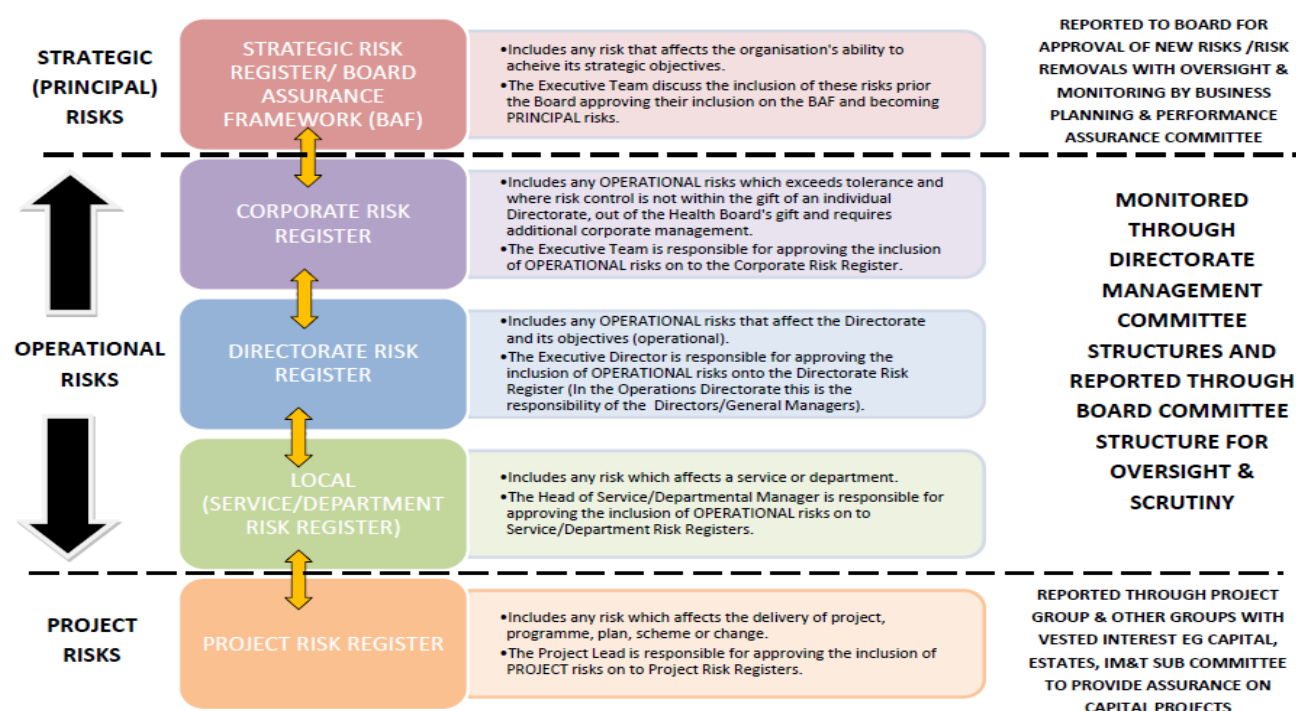 STRATEGIC
(PRINCIPAL)
RISKS
STRATEGIC RISK
REGISTER/ BOARD
ASSURANCE
FRAMEWORK (BAF)
•Includes any risk that affects the organisation's ability to
acheive its strategic objectives.
•The Executive Team discuss the inclusion of these risks prior
the Board approving their inclusion on the BAF and becoming
PRINCIPAL risks.
REPORTED TO BOARD FOR
APPROVAL OF NEW RISKS /RISK
REMOVALS WITH OVERSIGHT &
MONITORING BY BUSINESS
PLANNING & PERFORMANCE
ASSURANCE COMMITTEE
OPERATIONAL
RISKS
CORPORATE RISK
REGISTER
•Includes any OPERATIONAL risks which exceeds tolerance and
where risk control is not within the gift of an individual
Directorate, out of the Health Board's gift and requires
additional corporate management.
•The Executive Team is responsible for approving the inclusion
of OPERATIONAL risks on to the Corporate Risk Register.
DIRECTORATE RISK
REGISTER
•Includes any OPERATIONAL risks that affect the Directorate
and its objectives (operational).
•The Executive Director is responsible for approving the
inclusion of OPERATIONAL risks onto the Directorate Risk
Register (In the Operations Directorate this is the
responsibility of the Directors/General Managers).
LOCAL
(SERVICE/DEPARTMENT
RISK REGISTER)
•Includes any risk which affects a service or department.
•The Head of Service/Departmental Manager is responsible for
approving the inclusion of OPERATIONAL risks on to
Service/Department Risk Registers.
MONITORED
THROUGH
DIRECTORATE
MANAGEMENT
COMMITTEE
STRUCTURES AND
REPORTED THROUGH
BOARD COMMITTEE
STRUCTURE FOR
OVERSIGHT &
SCRUTINY
PROJECT
RISKS
PROJECT RISK REGISTER
•Includes any risk which affects the delivery of project,
programme, plan, scheme or change.
•The Project Lead is responsible for approving the inclusion of
PROJECT risks on to Project Risk Registers.
REPORTED THROUGH PROJECT
GROUP & OTHER GROUPS WITH
VESTED INTEREST EG CAPITAL,
ESTATES, IM&T SUB COMMITTEE
TO PROVIDE ASSURANCE ON
CAPITAL PROJECTS